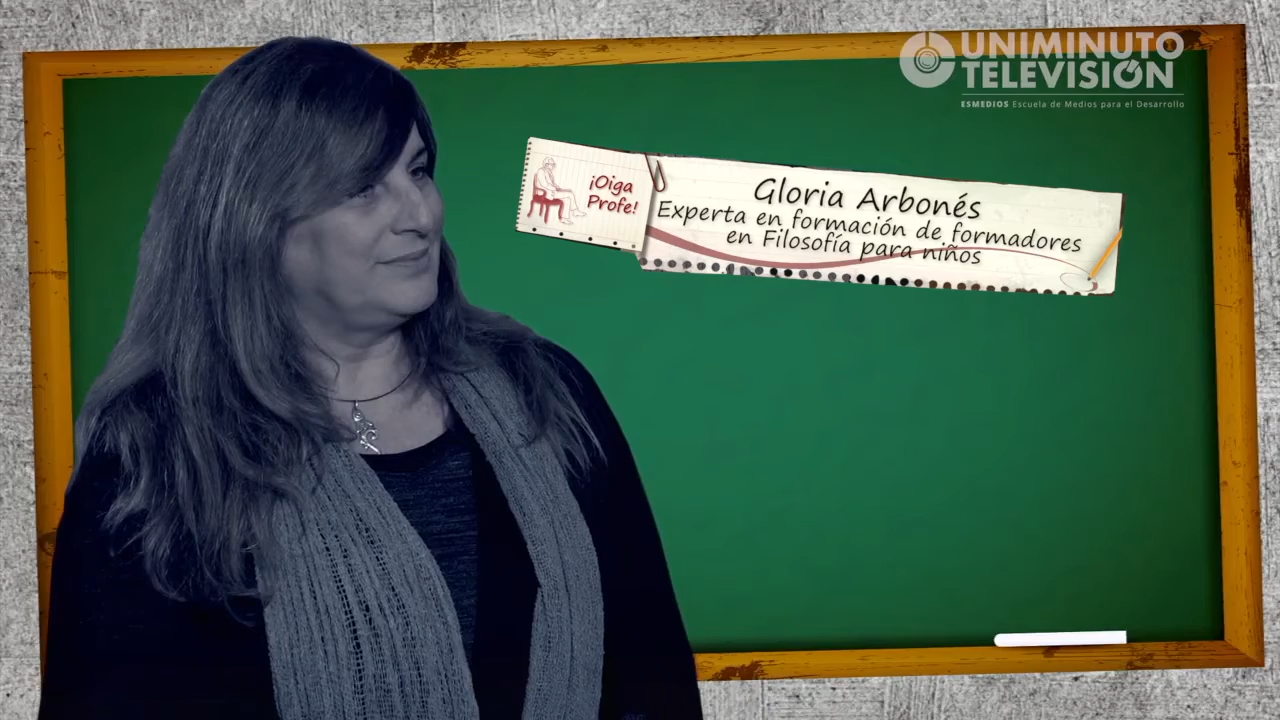 UNIMINUTO
TELEVISIÓN
ESMEDIOS Escuela de Medios para el Desarrollo
¡Oiga
Profe!
Gloria Arbonés
Experta en formación de formadores
en Filosofía para niños